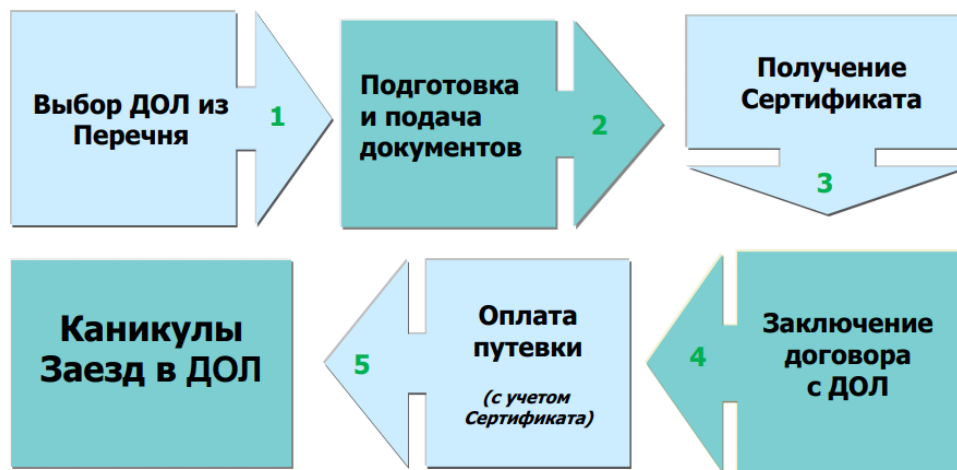 Выбор ДОЛ из
Перечня
1
Подготовка
и подача
документов
2
Получение
Сертификата
3
Заключение
договора
с ДОЛ
4
Оплата
путевки
(с учетом
Сертификата)
5
Каникулы
Заезд в ДОЛ